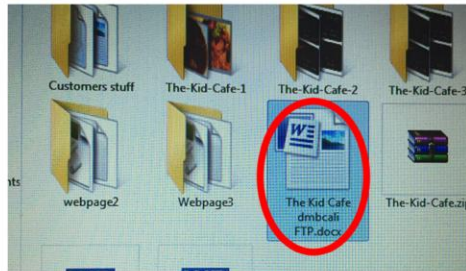 Customers stuff
The-Kid-Cafe-1
The-Kid-Cafe-2
The-Kid-Cafe-3
nts
webpage2
Webpage3
The Kid Cafe
dmbcali
FTP.docx
The-Kid-Cafe.zip